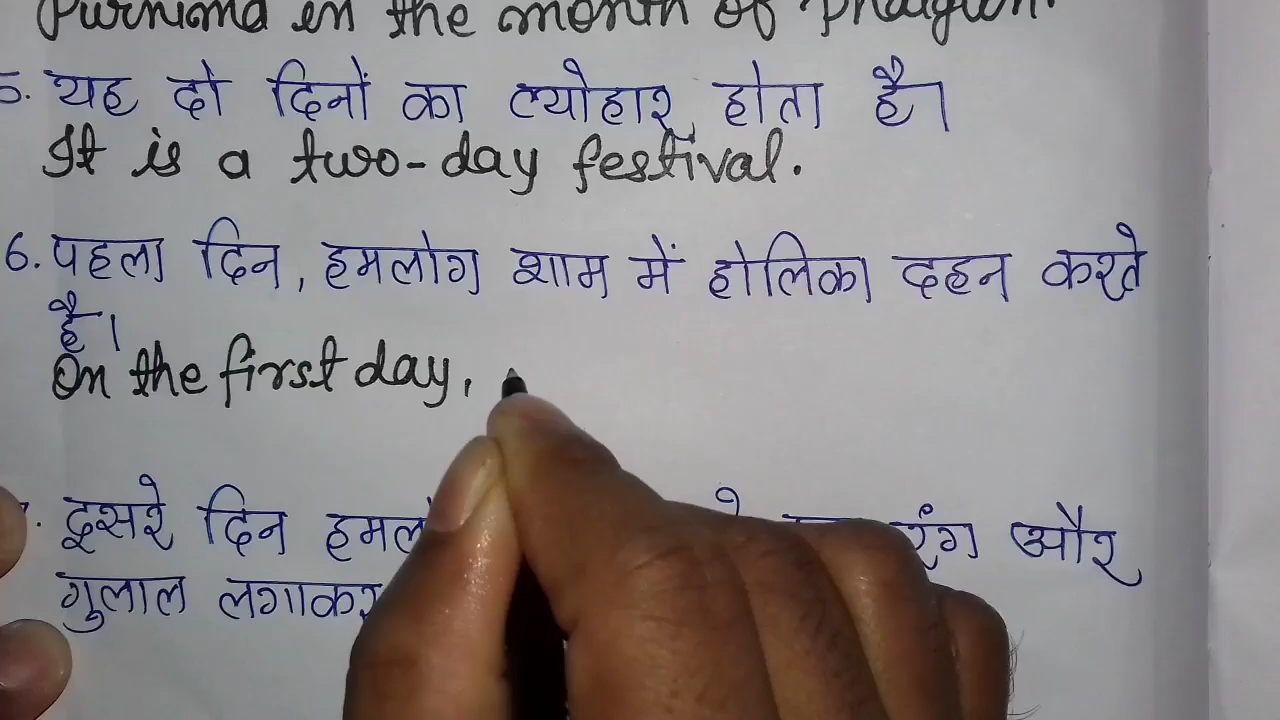 Purnima in the month of Phalgun.
5. यह दो दिनों का त्योहार होता है।
It is a two-day festival.
6. पहला दिन, हमलोग शाम में होलिका दहन करते
है।
On the first day,
दूसरे दिन हमलो रंग और
गुलाल लगाकर